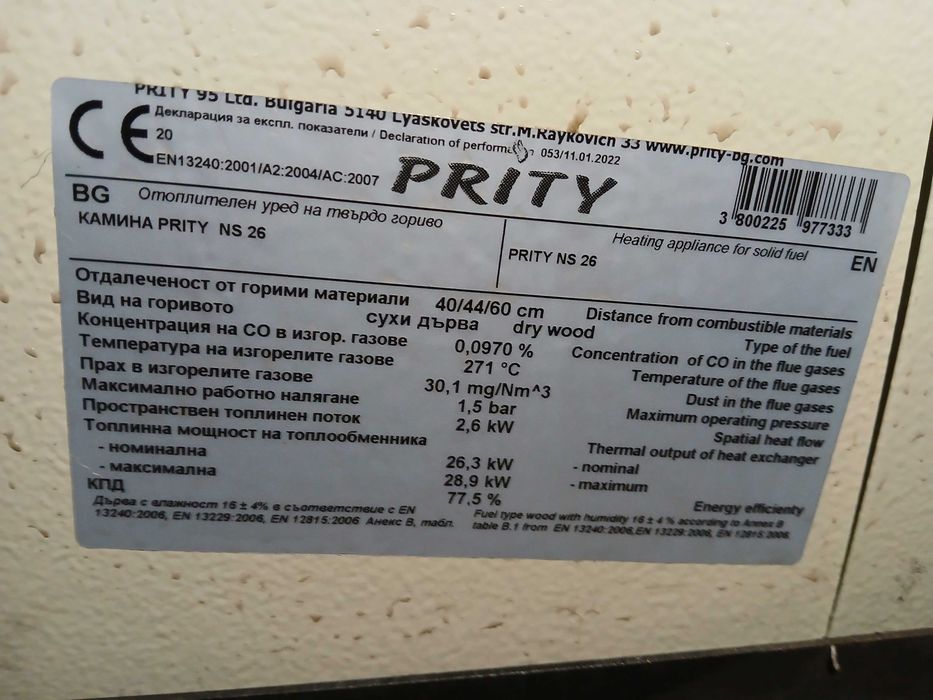 PRITY 95 Ltd. Bulgaria 5140 Lyaskovets str.M.Raykovich 33 www.prity-bg.com
CE
Декларация за експл. показатели / Declaration of performance 053/11.01.2022
20
EN13240:2001/A2:2004/AC:2007
PRITY
3 800225 977333
BG Отоплителен уред на твърдо гориво
Heating appliance for solid fuel EN
КАМИНА PRITY NS 26
PRITY NS 26
Отдалеченост от горими материали 40/44/60 cm Distance from combustible materials
Вид на горивото сухи дърва dry wood Type of the fuel
Концентрация на CO в изгор. газове 0,0970 % Concentration of CO in the flue gases
Температура на изгорелите газове 271 °C Temperature of the flue gases
Прах в изгорелите газове 30,1 mg/Nm^3 Dust in the flue gases
Максимално работно налягане 1,5 bar Maximum operating pressure
Пространствен топлинен поток 2,6 kW Spatial heat flow
Топлинна мощност на топлообменника Thermal output of heat exchanger
- номинална 26,3 kW - nominal
- максимална 28,9 kW - maximum
КПД 77,5 % Energy efficienty
Дърва с влажност 16 ± 4% в съответствие с EN
13240:2006, EN 13229:2006, EN 12815:2006 Анекс B, табл.
Fuel type wood with humidity 16 ± 4 % according to Annex B
table B.1 from EN 13240:2006,EN 13229:2006, EN 12815:2006.